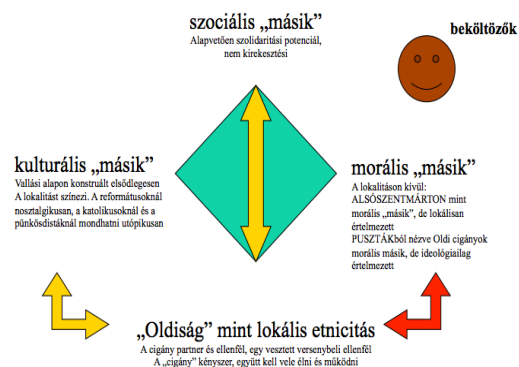 szociális „másik”
Alapvetően szolidaritási potenciál,
nem kirekesztési
beköltözők
kulturális „másik”
Vallási alapon konstruált elsődlegesen
A lokalitást színezi. A reformátusoknál
nosztalgikusan, a katolikusoknál és a
pünkösdistáknál mondhatni utópikusan
morális „másik”
A lokalitáson kívül:
ALSÓSZENTMÁRTON mint
morális „másik”, de lokálisan
értelmezett
PUSZTÁKból nézve Oldi cigányok
morális másik, de ideológiailag
értelmezett
„Oldiság” mint lokális etnicitás
A cigány partner és ellenfél, egy vesztett versenybeli ellenfél
A „cigány” kényszer, együtt kell vele élni és működni